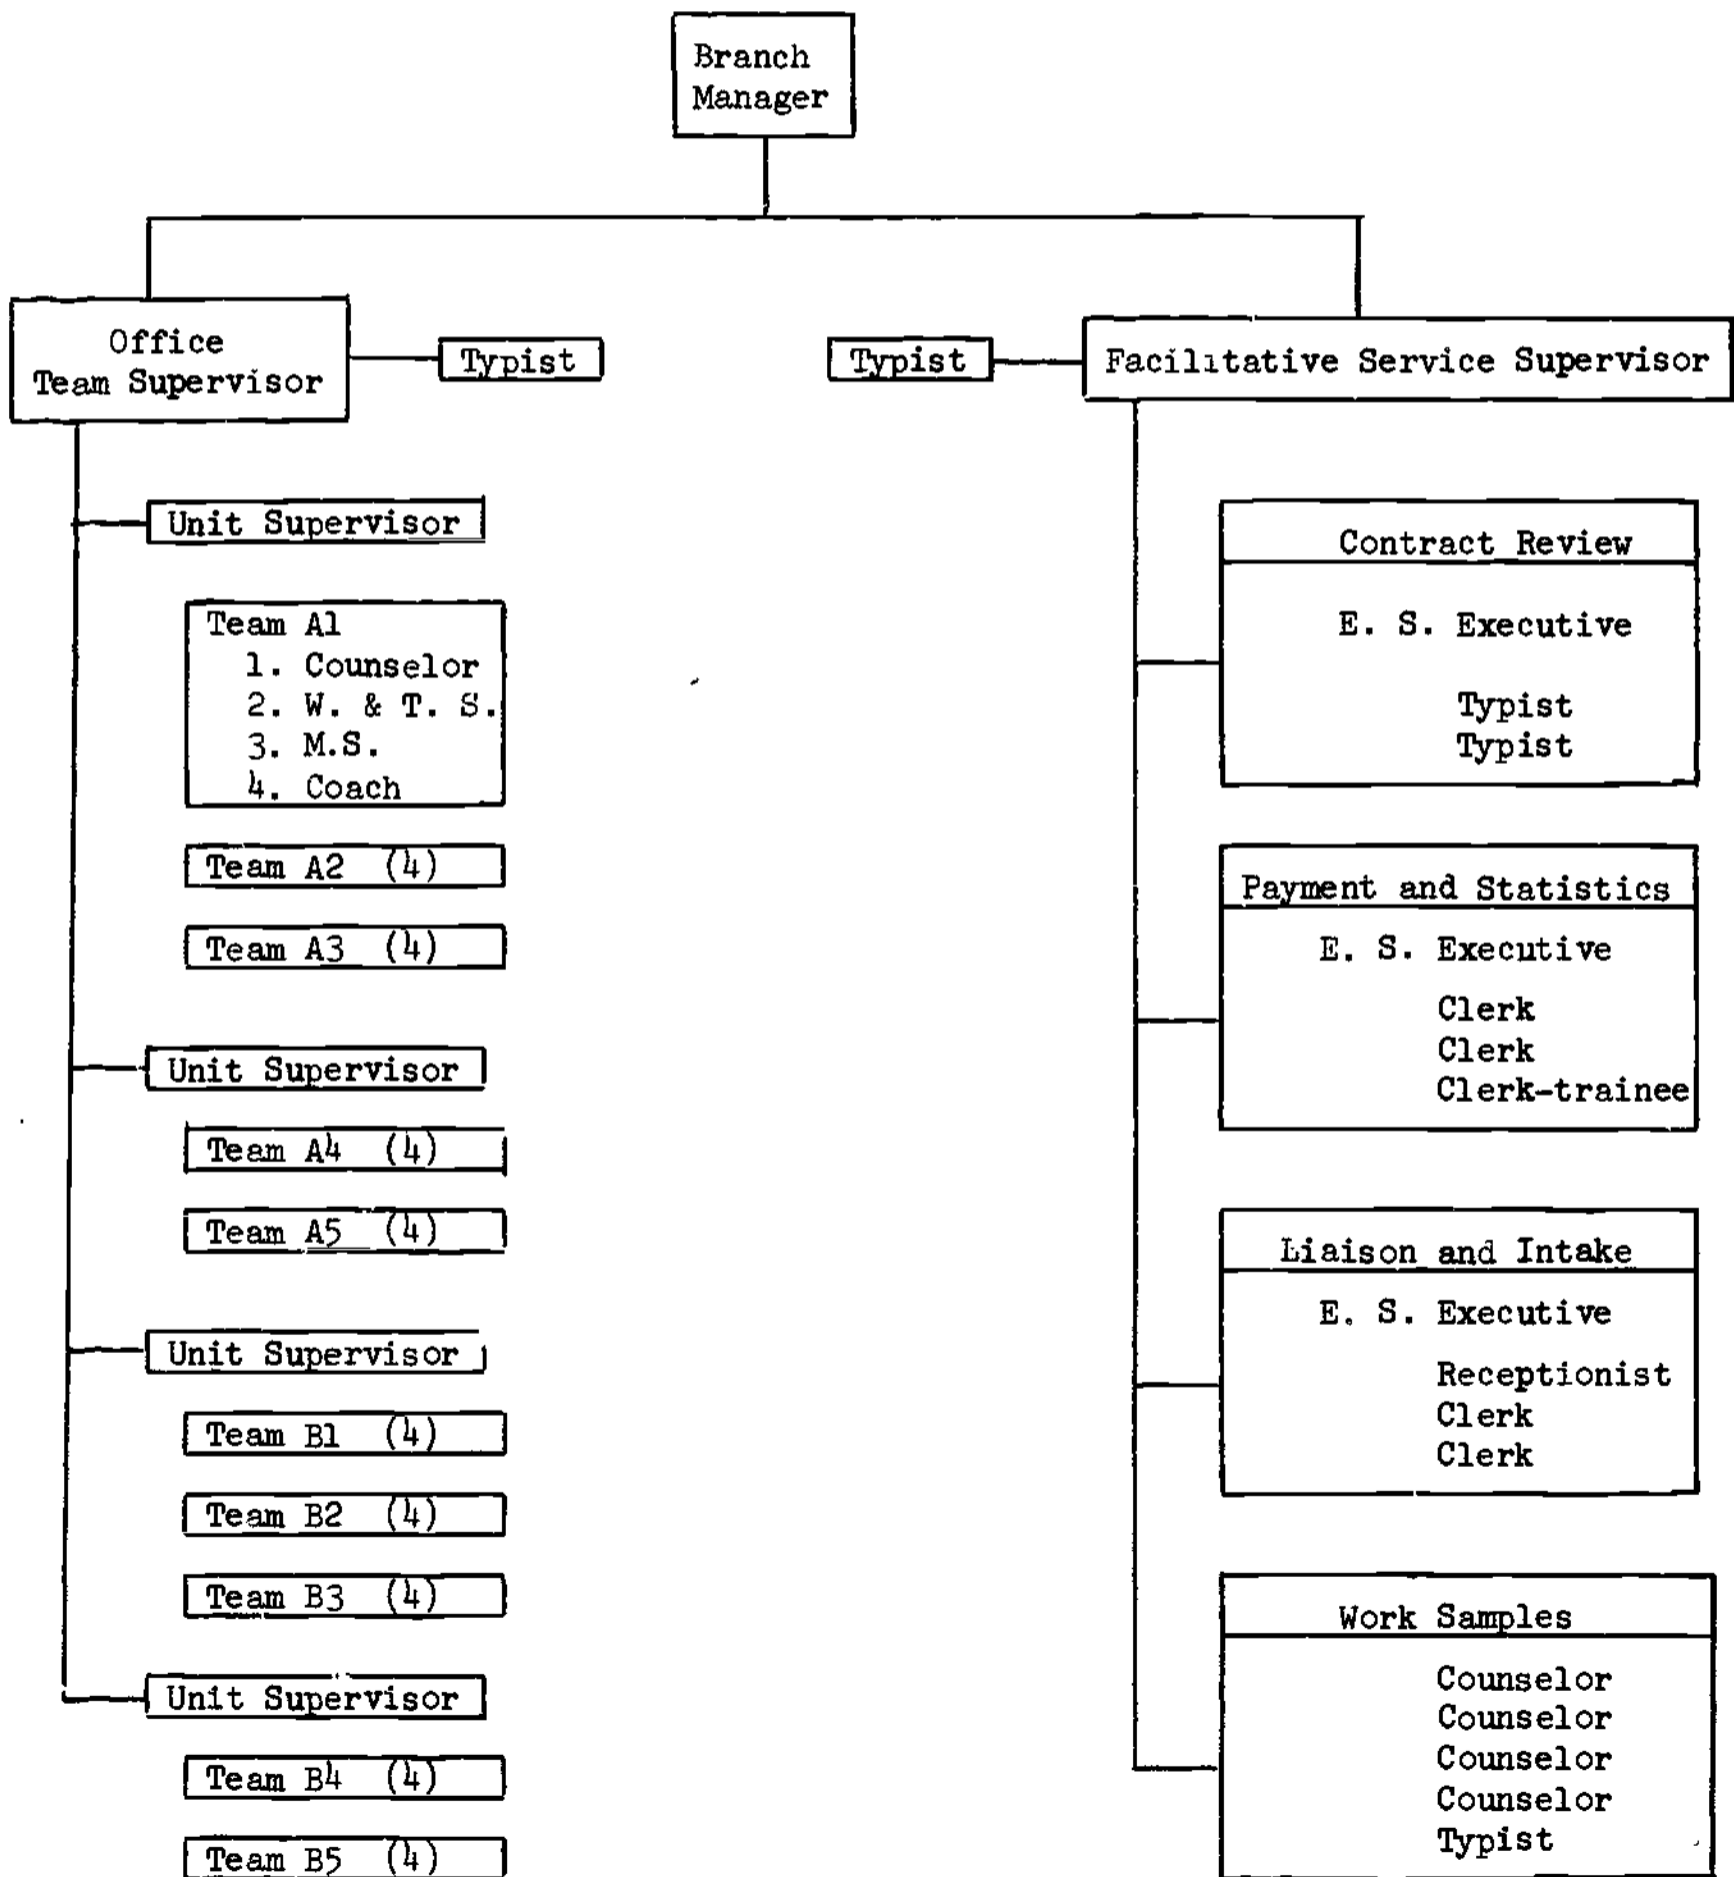 Branch
Manager
Office
Team Supervisor
Typist
Typist
Facilitative Service Supervisor
Unit Supervisor
Team A1
1. Counselor
2. W. & T. S.
3. M.S.
4. Coach
Team A2 (4)
Team A3 (4)
Unit Supervisor
Team A4 (4)
Team A5 (4)
Unit Supervisor
Team B1 (4)
Team B2 (4)
Team B3 (4)
Unit Supervisor
Team B4 (4)
Team B5 (4)
Contract Review
E. S. Executive
Typist
Typist
Payment and Statistics
E. S. Executive
Clerk
Clerk
Clerk-trainee
Liaison and Intake
E. S. Executive
Receptionist
Clerk
Clerk
Work Samples
Counselor
Counselor
Counselor
Counselor
Typist